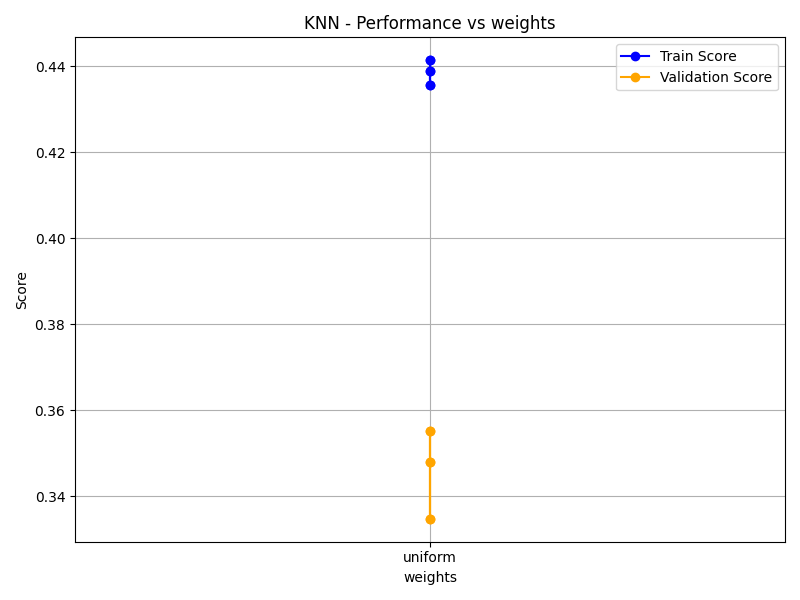 KNN - Performance vs weights
Train Score
Validation Score
0.44
0.42
0.40
0.38
0.36
0.34
Score
uniform
weights